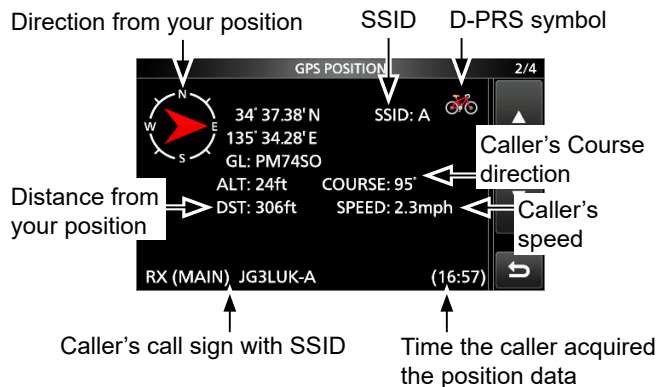 Direction from your position
SSID
D-PRS symbol
GPS POSITION
2/4
N
W
E
S
34° 37.38' N
SSID: A
135° 34.28' E
GL: PM74SO
Caller's Course
direction
ALT: 24ft
COURSE: 95°
Distance from
your position
DST: 306ft
SPEED: 2.3mph
Caller's
speed
RX (MAIN) JG3LUK-A
(16:57)
Caller's call sign with SSID
Time the caller acquired
the position data